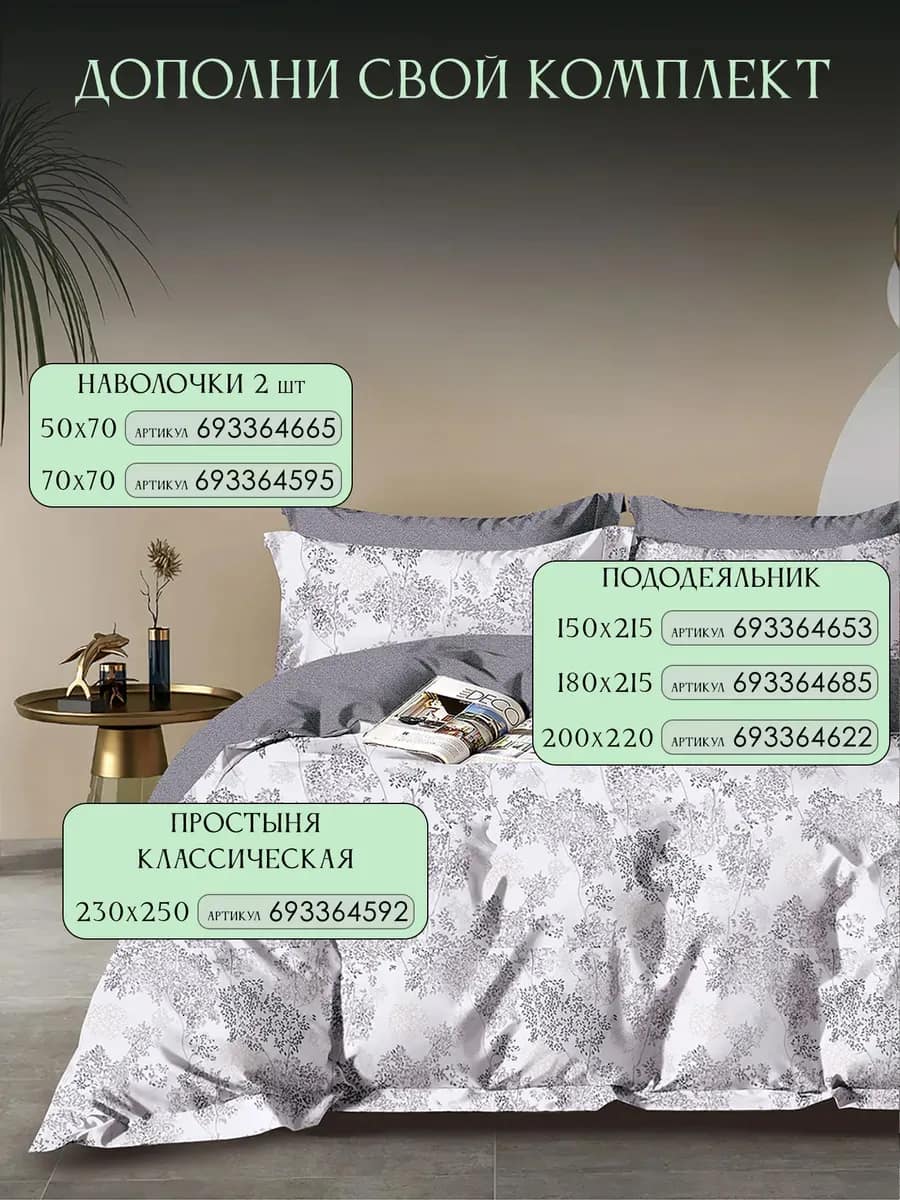 ДОПОЛНИ СВОЙ КОМПЛЕКТ
НАВОЛОЧКИ 2 шт
50х70 АРТИКУЛ 693364665
70х70 АРТИКУЛ 693364595
ПОДОДЕЯЛЬНИК
150х215 АРТИКУЛ 693364653
180х215 АРТИКУЛ 693364685
200х220 АРТИКУЛ 693364622
DECO
ПРОСТЫНЯ
КЛАССИЧЕСКАЯ
230х250 АРТИКУЛ 693364592